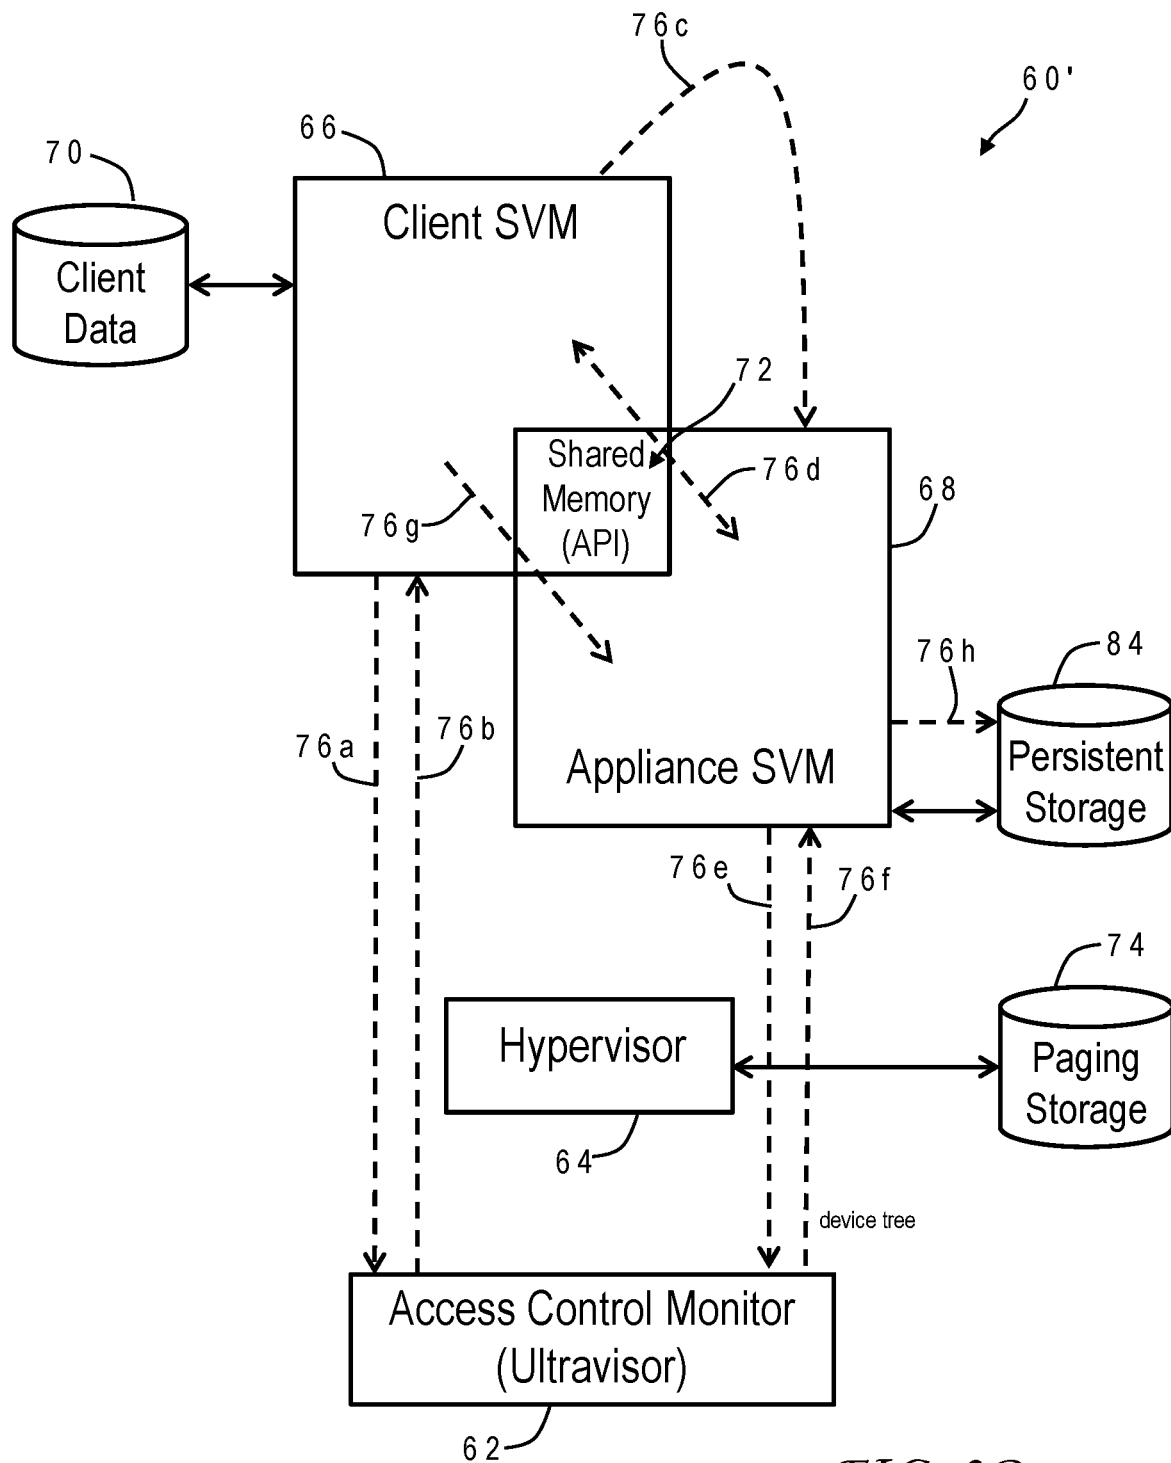 76c
60'
66
70
Client SVM
Client
Data
72
Shared
Memory
(API)
76d
76g
68
76h
84
76a
76b
Appliance SVM
Persistent
Storage
76e
76f
74
Hypervisor
Paging
Storage
64
device tree
Access Control Monitor
(Ultravisor)
62